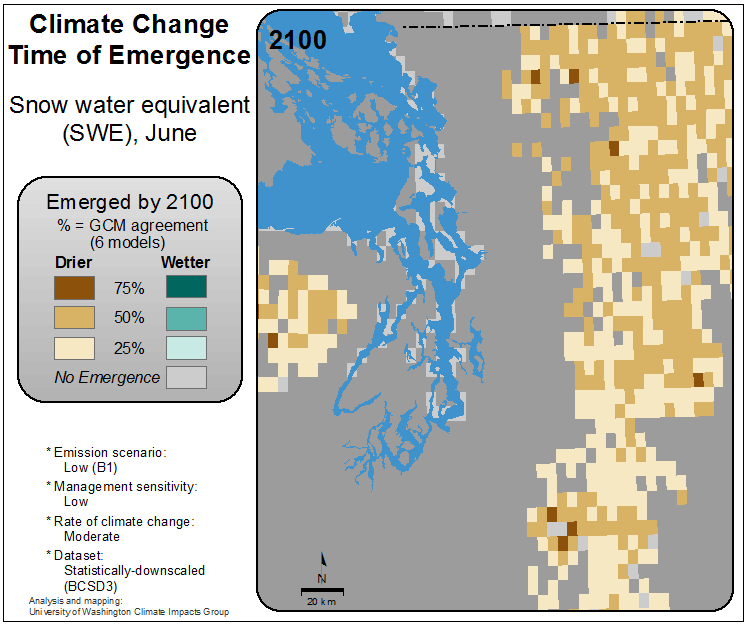 Climate Change
Time of Emergence
Snow water equivalent
(SWE), June
Emerged by 2100
% = GCM agreement
(6 models)
Drier Wetter
75%
50%
25%
No Emergence
* Emission scenario:
Low (B1)
* Management sensitivity:
Low
* Rate of climate change:
Moderate
* Dataset:
Statistically-downscaled
(BCSD3)
Analysis and mapping:
University of Washington Climate Impacts Group
2100
N
20 km